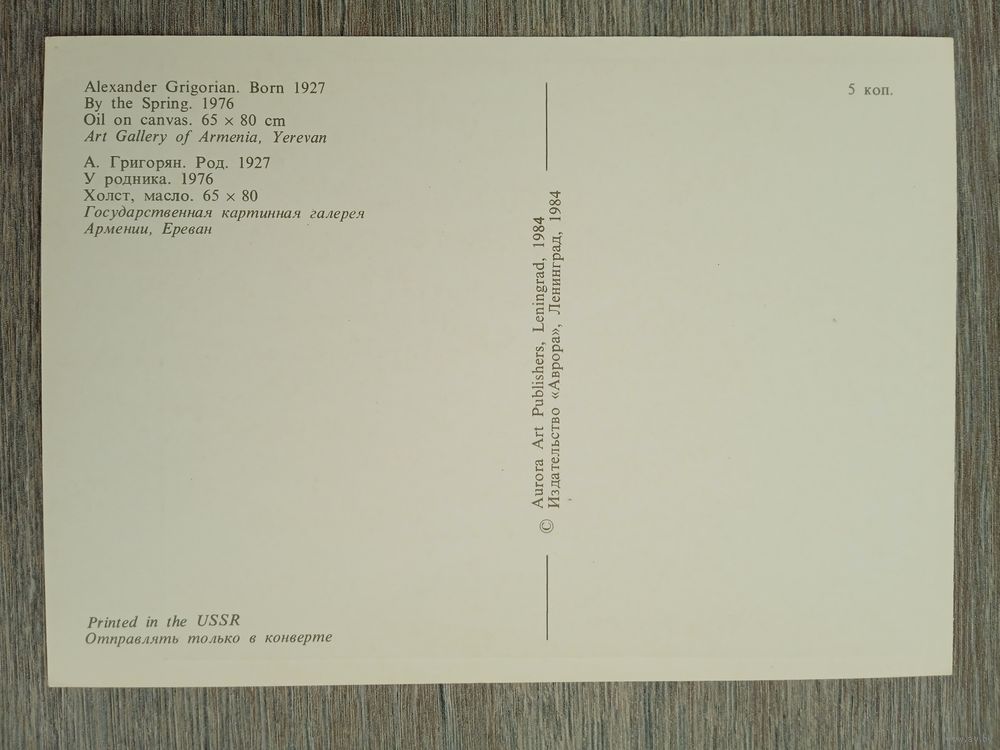 Alexander Grigorian. Born 1927
By the Spring. 1976
Oil on canvas. 65 × 80 cm
Art Gallery of Armenia, Yerevan
А. Григорян. Род. 1927
У родника. 1976
Холст, масло. 65 × 80
Государственная картинная галерея
Армении, Ереван
Printed in the USSR
Отправлять только в конверте
© Aurora Art Publishers, Leningrad, 1984
Издательство «Аврора», Ленинград, 1984
5 коп.